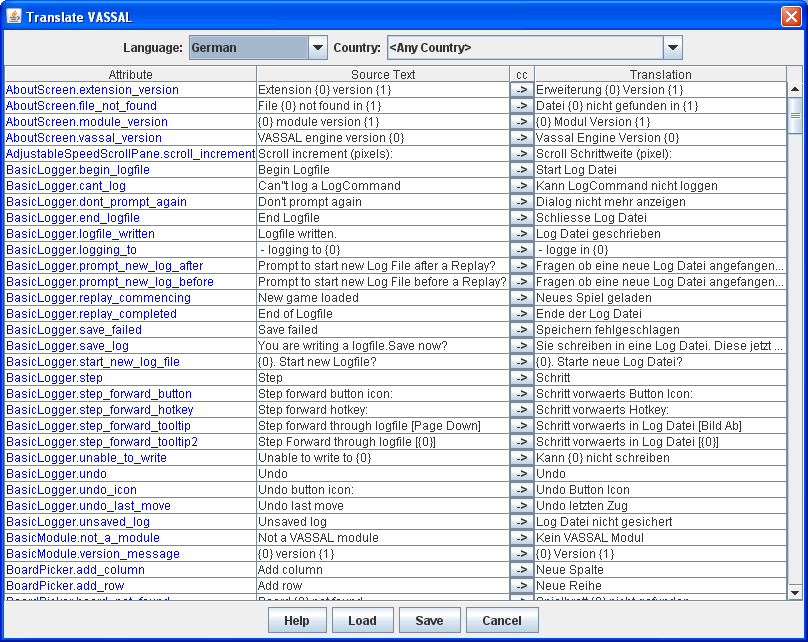 Translate VASSAL
Language: German Country: <Any Country>
Attribute Source Text cc Translation
AboutScreen.extension_version Extension {0} version {1} -> Erweiterung {0} Version {1}
AboutScreen.file_not_found File {0} not found in {1} -> Datei {0} nicht gefunden in {1}
AboutScreen.module_version {0} module version {1} -> {0} Modul Version {1}
AboutScreen.vassal_version VASSAL engine version {0} -> Vassal Engine Version {0}
AdjustableSpeedScrollPane.scroll_increment Scroll increment (pixels): -> Scroll Schrittweite (pixel):
BasicLogger.begin_logfile Begin Logfile -> Start Log Datei
BasicLogger.cant_log Can''t log a LogCommand -> Kann LogCommand nicht loggen
BasicLogger.dont_prompt_again Don't prompt again -> Dialog nicht mehr anzeigen
BasicLogger.end_logfile End Logfile -> Schliesse Log Datei
BasicLogger.logfile_written Logfile written. -> Log Datei geschrieben
BasicLogger.logging_to - logging to {0} -> - logge in {0}
BasicLogger.prompt_new_log_after Prompt to start new Log File after a Replay? -> Fragen ob eine neue Log Datei angefangen...
BasicLogger.prompt_new_log_before Prompt to start new Log File before a Replay? -> Fragen ob eine neue Log Datei angefangen...
BasicLogger.replay_commencing New game loaded -> Neues Spiel geladen
BasicLogger.replay_completed End of Logfile -> Ende der Log Datei
BasicLogger.save_failed Save failed -> Speichern fehlgeschlagen
BasicLogger.save_log You are writing a logfile.Save now? -> Sie schreiben in eine Log Datei. Diese jetzt ...
BasicLogger.start_new_log_file {0}. Start new Logfile? -> {0}. Starte neue Log Datei?
BasicLogger.step Step -> Schritt
BasicLogger.step_forward_button Step forward button icon: -> Schritt vorwaerts Button Icon:
BasicLogger.step_forward_hotkey Step forward hotkey: -> Schritt vorwaerts Hotkey:
BasicLogger.step_forward_tooltip Step forward through logfile [Page Down] -> Schritt vorwaerts in Log Datei [Bild Ab]
BasicLogger.step_forward_tooltip2 Step Forward through logfile [{0}] -> Schritt vorwaerts in Log Datei [{0}]
BasicLogger.unable_to_write Unable to write to {0} -> Kann {0} nicht schreiben
BasicLogger.undo Undo -> Undo
BasicLogger.undo_icon Undo button icon: -> Undo Button Icon
BasicLogger.undo_last_move Undo last move -> Undo letzten Zug
BasicLogger.unsaved_log Unsaved log -> Log Datei nicht gesichert
BasicModule.not_a_module Not a VASSAL module -> Kein VASSAL Modul
BasicModule.version_message {0} version {1} -> {0} Version {1}
BoardPicker.add_column Add column -> Neue Spalte
BoardPicker.add_row Add row -> Neue Reihe
BoardPicker.board_not_found Board {0} not found -> Spielbrett {0} nicht gefunden
Help Load Save Cancel